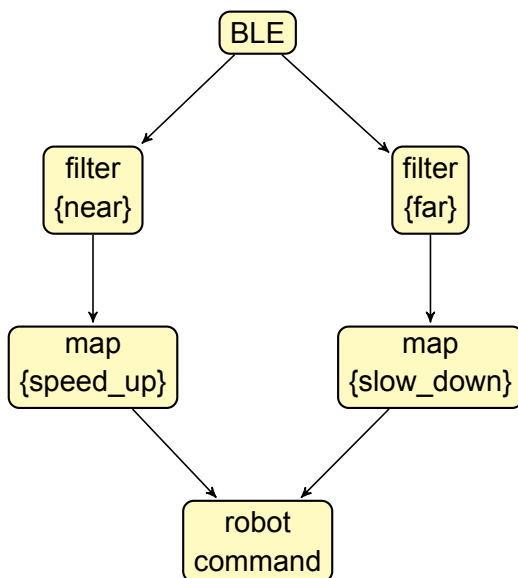 BLE
filter
{near}
filter
{far}
map
{speed_up}
map
{slow_down}
robot
command